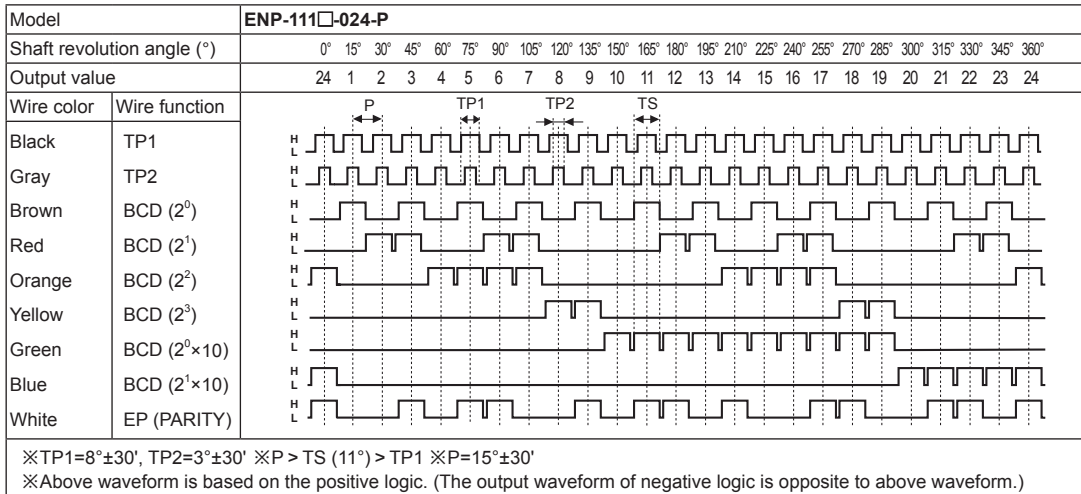 Model ENP-111□-024-P
Shaft revolution angle (°) 0° 15° 30° 45° 60° 75° 90° 105° 120° 135° 150° 165° 180° 195° 210° 225° 240° 255° 270° 285° 300° 315° 330° 345° 360°
Output value 24 1 2 3 4 5 6 7 8 9 10 11 12 13 14 15 16 17 18 19 20 21 22 23 24
Wire color Wire function P TP1 TP2 TS
Black TP1 H L
Gray TP2 H L
Brown BCD (2⁰) H L
Red BCD (2¹) H L
Orange BCD (2²) H L
Yellow BCD (2³) H L
Green BCD (2⁰×10) H L
Blue BCD (2¹×10) H L
White EP (PARITY) H L
※TP1=8°±30', TP2=3°±30' ※P > TS (11°) > TP1 ※P=15°±30'
※Above waveform is based on the positive logic. (The output waveform of negative logic is opposite to above waveform.)